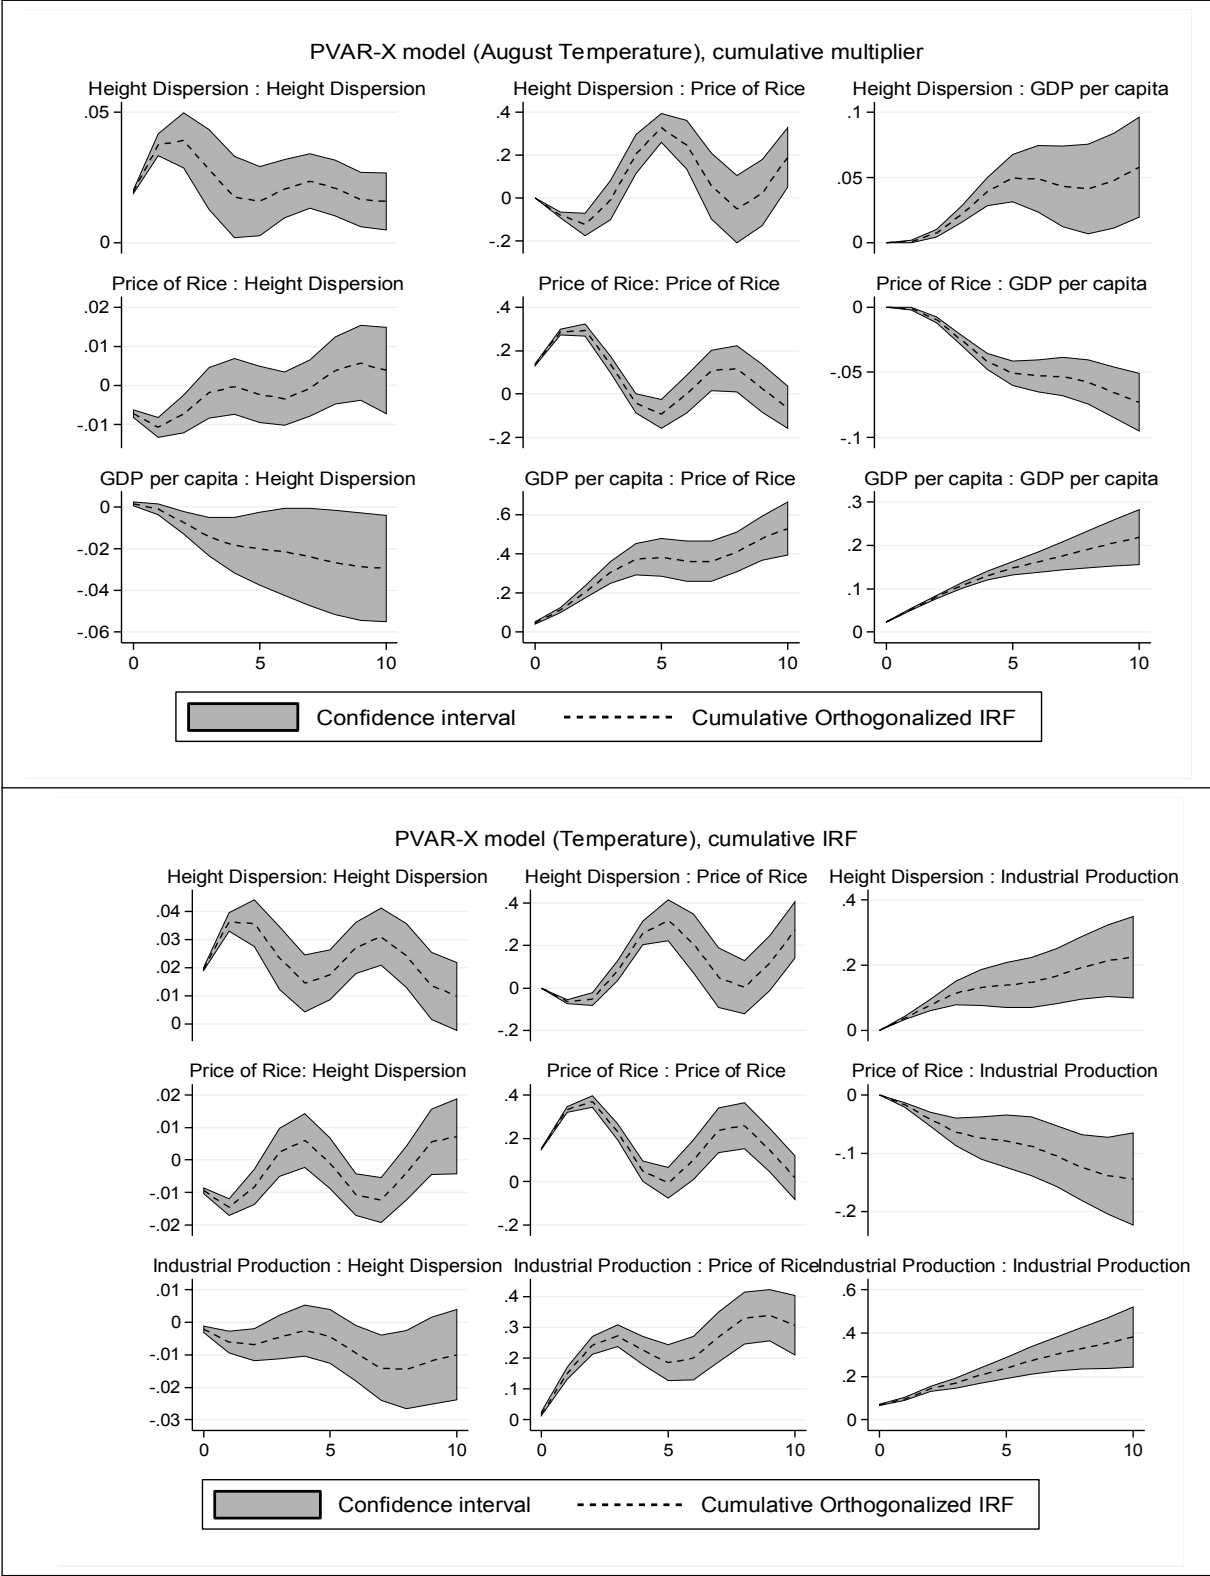 PVAR-X model (August Temperature), cumulative multiplier
Height Dispersion : Height Dispersion
.05
0
Height Dispersion : Price of Rice
.4
.2
0
-.2
Height Dispersion : GDP per capita
.1
.05
0
Price of Rice : Height Dispersion
.02
.01
0
-.01
Price of Rice: Price of Rice
.4
.2
0
-.2
Price of Rice : GDP per capita
0
-.05
-.1
GDP per capita : Height Dispersion
0
-.02
-.04
-.06
0 5 10
GDP per capita : Price of Rice
.6
.4
.2
0
0 5 10
GDP per capita : GDP per capita
.3
.2
.1
0
0 5 10
Confidence interval Cumulative Orthogonalized IRF
PVAR-X model (Temperature), cumulative IRF
Height Dispersion: Height Dispersion
.04
.03
.02
.01
0
Height Dispersion : Price of Rice
.4
.2
0
-.2
Height Dispersion : Industrial Production
.4
.2
0
Price of Rice: Height Dispersion
.02
.01
0
-.01
-.02
Price of Rice : Price of Rice
.4
.2
0
-.2
Price of Rice : Industrial Production
0
-.1
-.2
Industrial Production : Height Dispersion
.01
0
-.01
-.02
-.03
0 5 10
Industrial Production : Price of Rice
.4
.3
.2
.1
0
0 5 10
Industrial Production : Industrial Production
.6
.4
.2
0
0 5 10
Confidence interval Cumulative Orthogonalized IRF